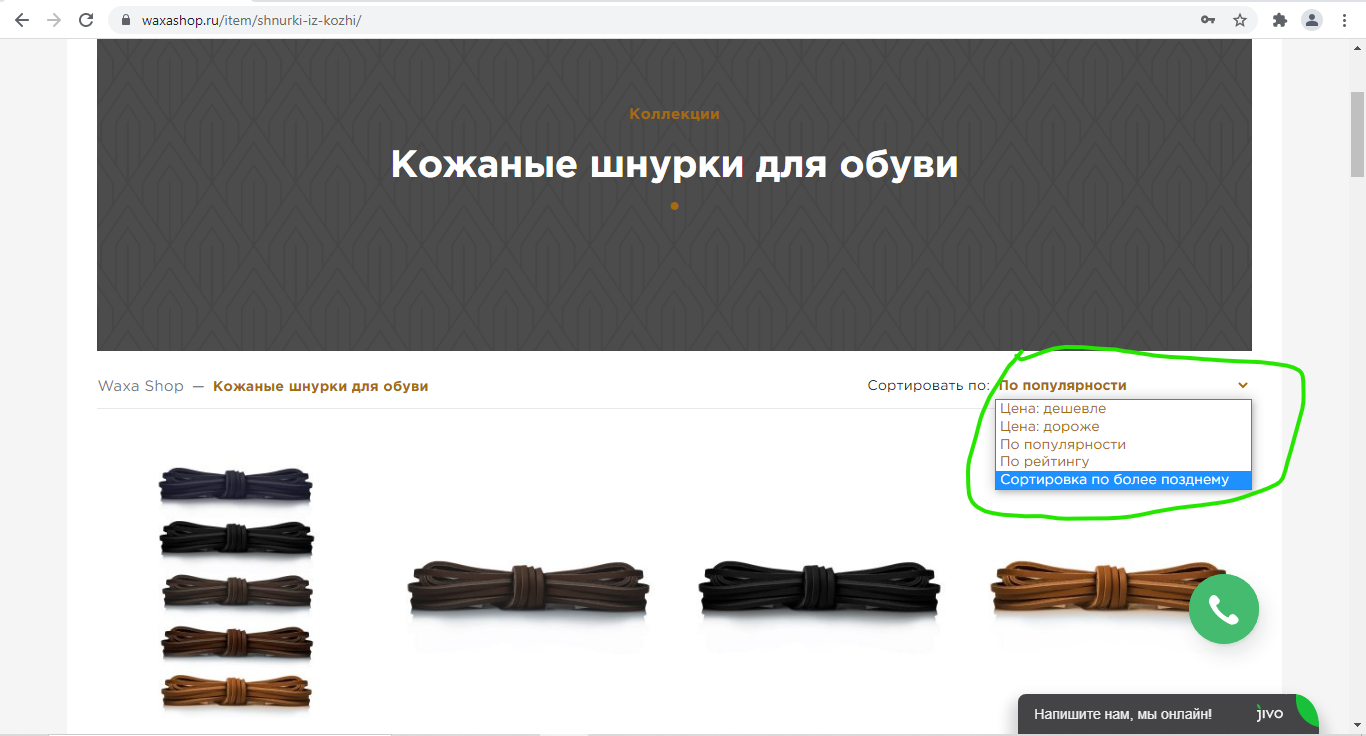 waxashop.ru/item/shnurki-iz-kozhi/
Коллекции
Кожаные шнурки для обуви
Waxa Shop — Кожаные шнурки для обуви
Сортировать по: По популярности
Цена: дешевле
Цена: дороже
По популярности
По рейтингу
Сортировка по более позднему
Напишите нам, мы онлайн! jivo